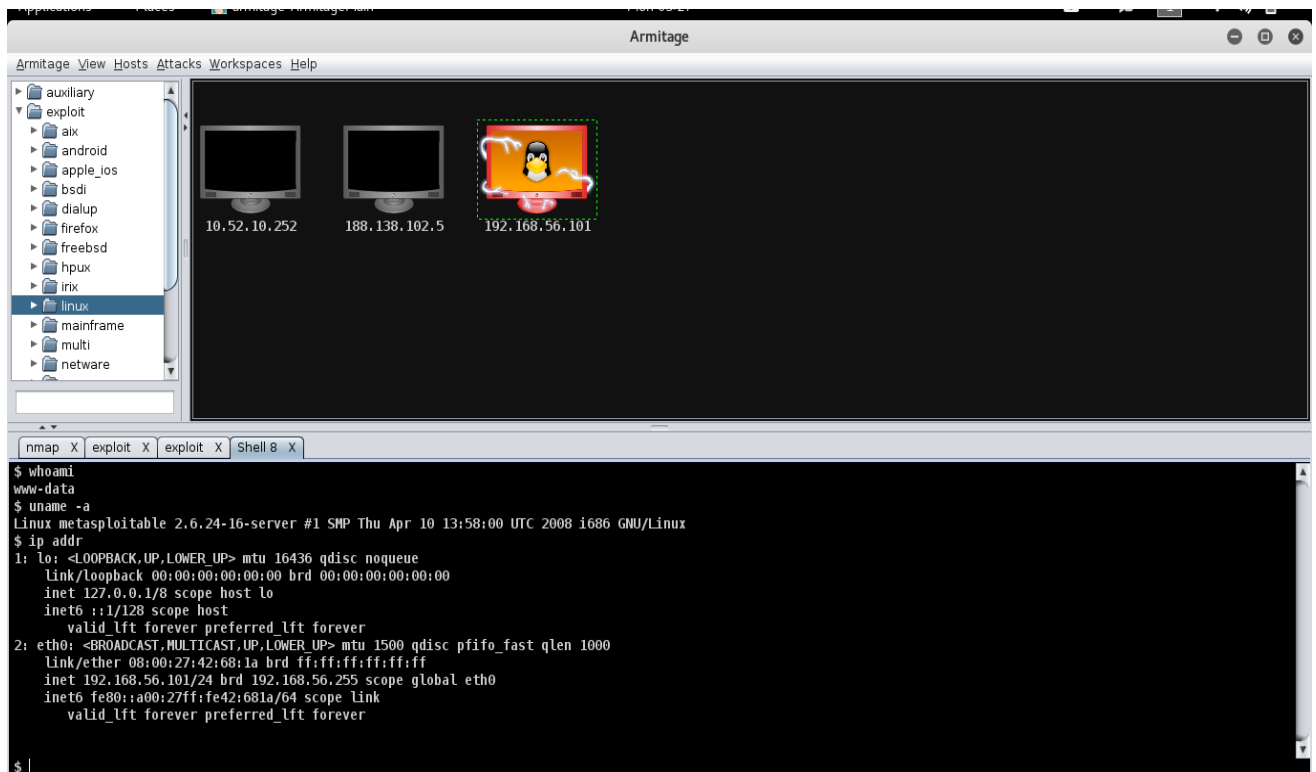 Armitage
Armitage View Hosts Attacks Workspaces Help
auxiliary
exploit
aix
android
apple_ios
bsdi
dialup
firefox
freebsd
hpux
irix
linux
mainframe
multi
netware
10.52.10.252
188.138.102.5
192.168.56.101
nmap X exploit X exploit X Shell 8 X
$ whoami
www-data
$ uname -a
Linux metasploitable 2.6.24-16-server #1 SMP Thu Apr 10 13:58:00 UTC 2008 i686 GNU/Linux
$ ip addr
1: lo: <LOOPBACK,UP,LOWER_UP> mtu 16436 qdisc noqueue
link/loopback 00:00:00:00:00:00 brd 00:00:00:00:00:00
inet 127.0.0.1/8 scope host lo
inet6 ::1/128 scope host
valid_lft forever preferred_lft forever
2: eth0: <BROADCAST,MULTICAST,UP,LOWER_UP> mtu 1500 qdisc pfifo_fast qlen 1000
link/ether 08:00:27:42:68:1a brd ff:ff:ff:ff:ff:ff
inet 192.168.56.101/24 brd 192.168.56.255 scope global eth0
inet6 fe80::a00:27ff:fe42:681a/64 scope link
valid_lft forever preferred_lft forever
$